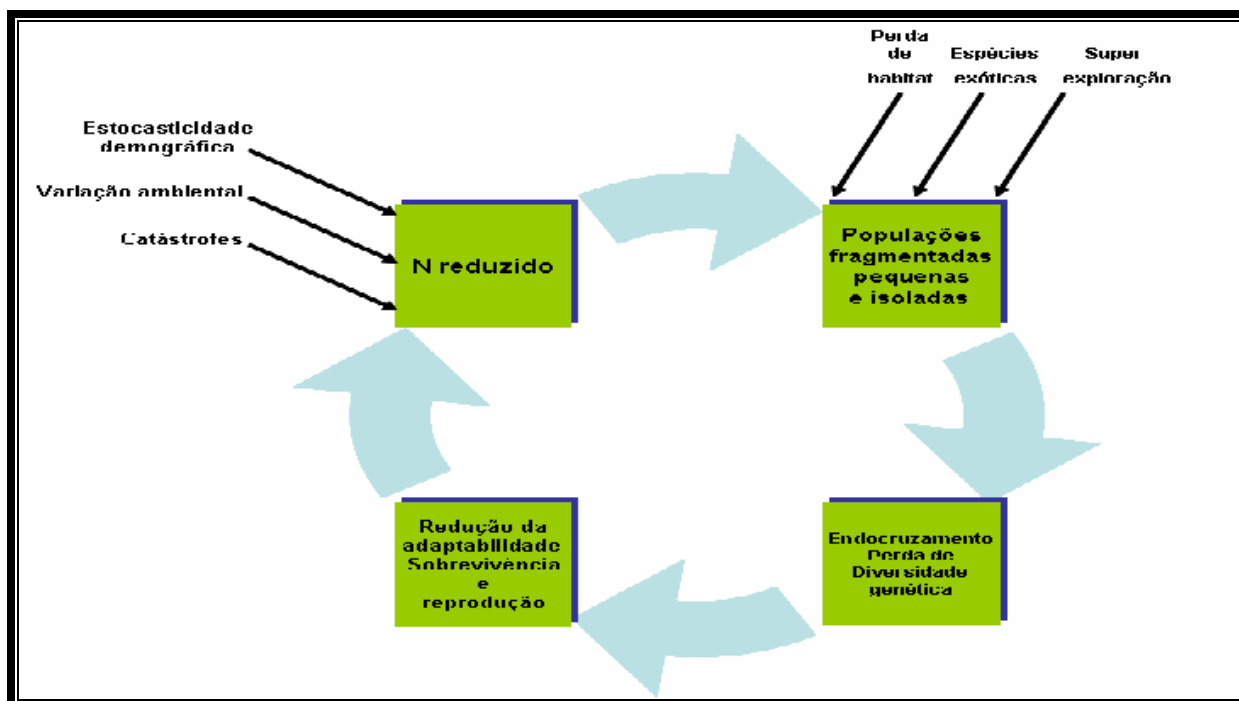 Perda
de
habitat
Espécies
exóticas
Super
exploração
Estocasticidade
demográfica
Variação ambiental
Catástrofes
N reduzido
Populações
fragmentadas
pequenas
e isoladas
Endocruzamento
Perda de
Diversidade
genética
Redução da
adaptabilidade
Sobrevivência
e
reprodução